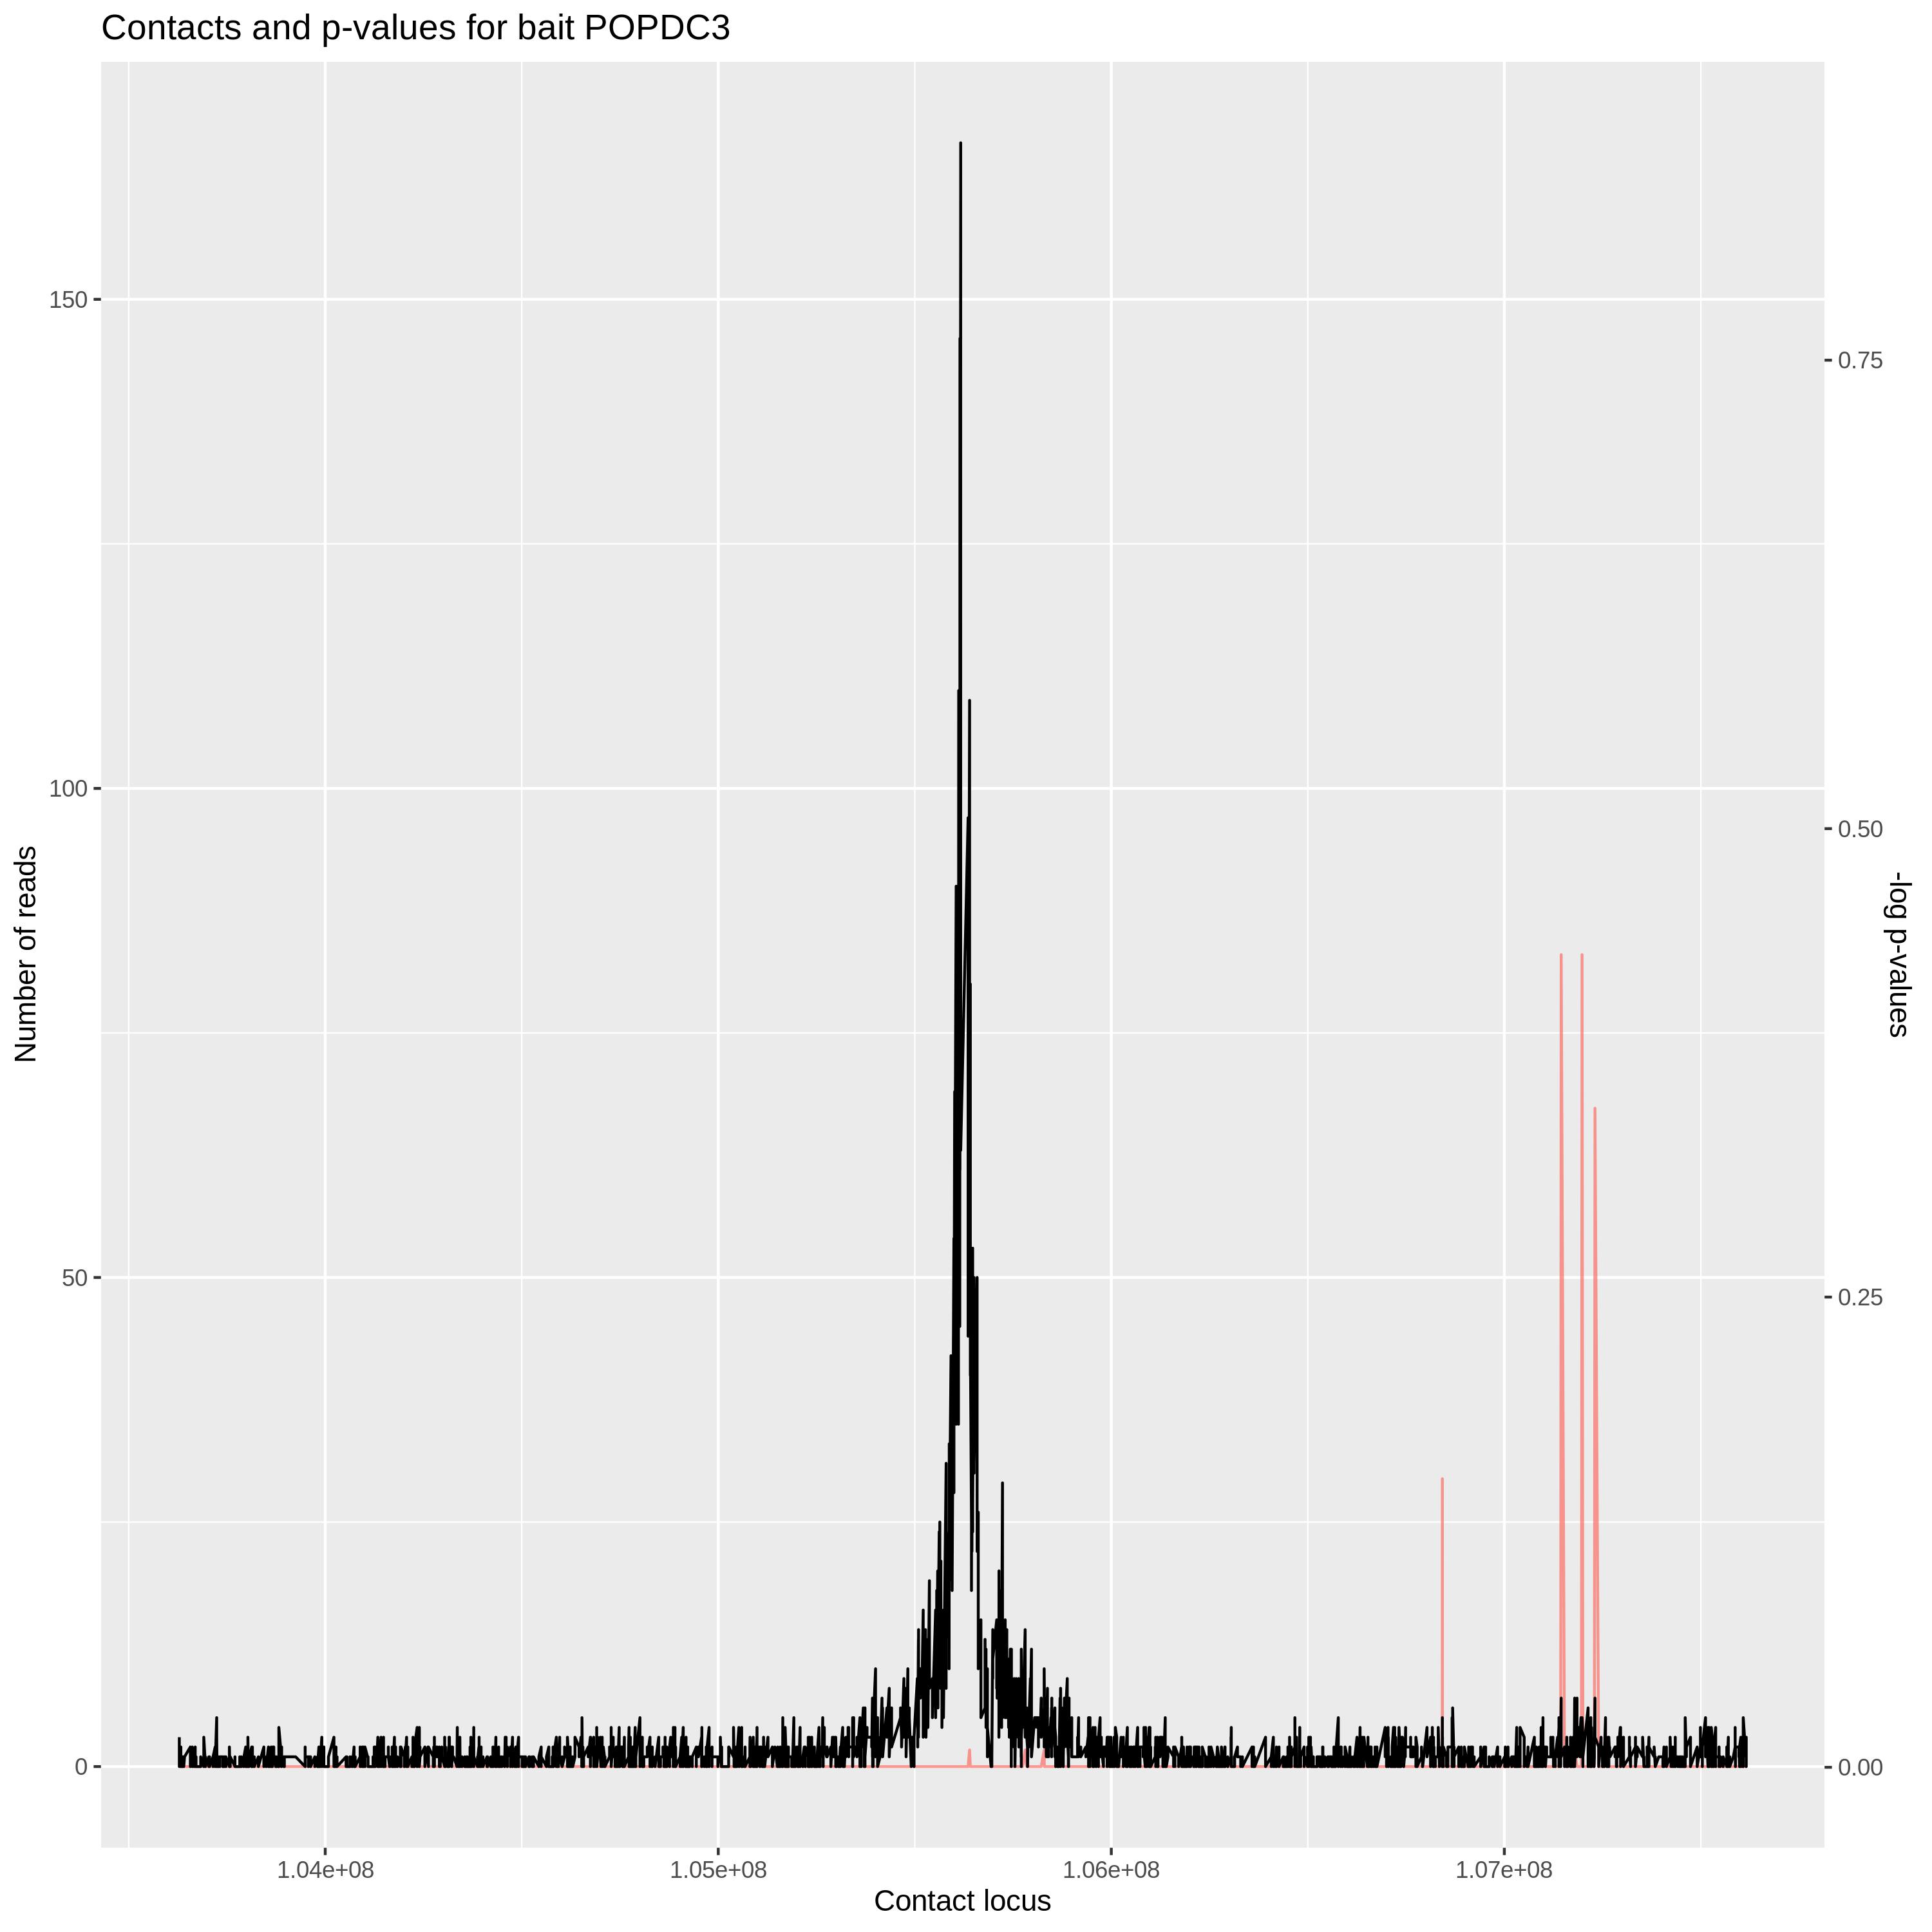 Contacts and p-values for bait POPDC3
150
100
50
0
Number of reads
0.75
0.50
0.25
0.00
-log p-values
1.04e+08
1.05e+08
1.06e+08
1.07e+08
Contact locus